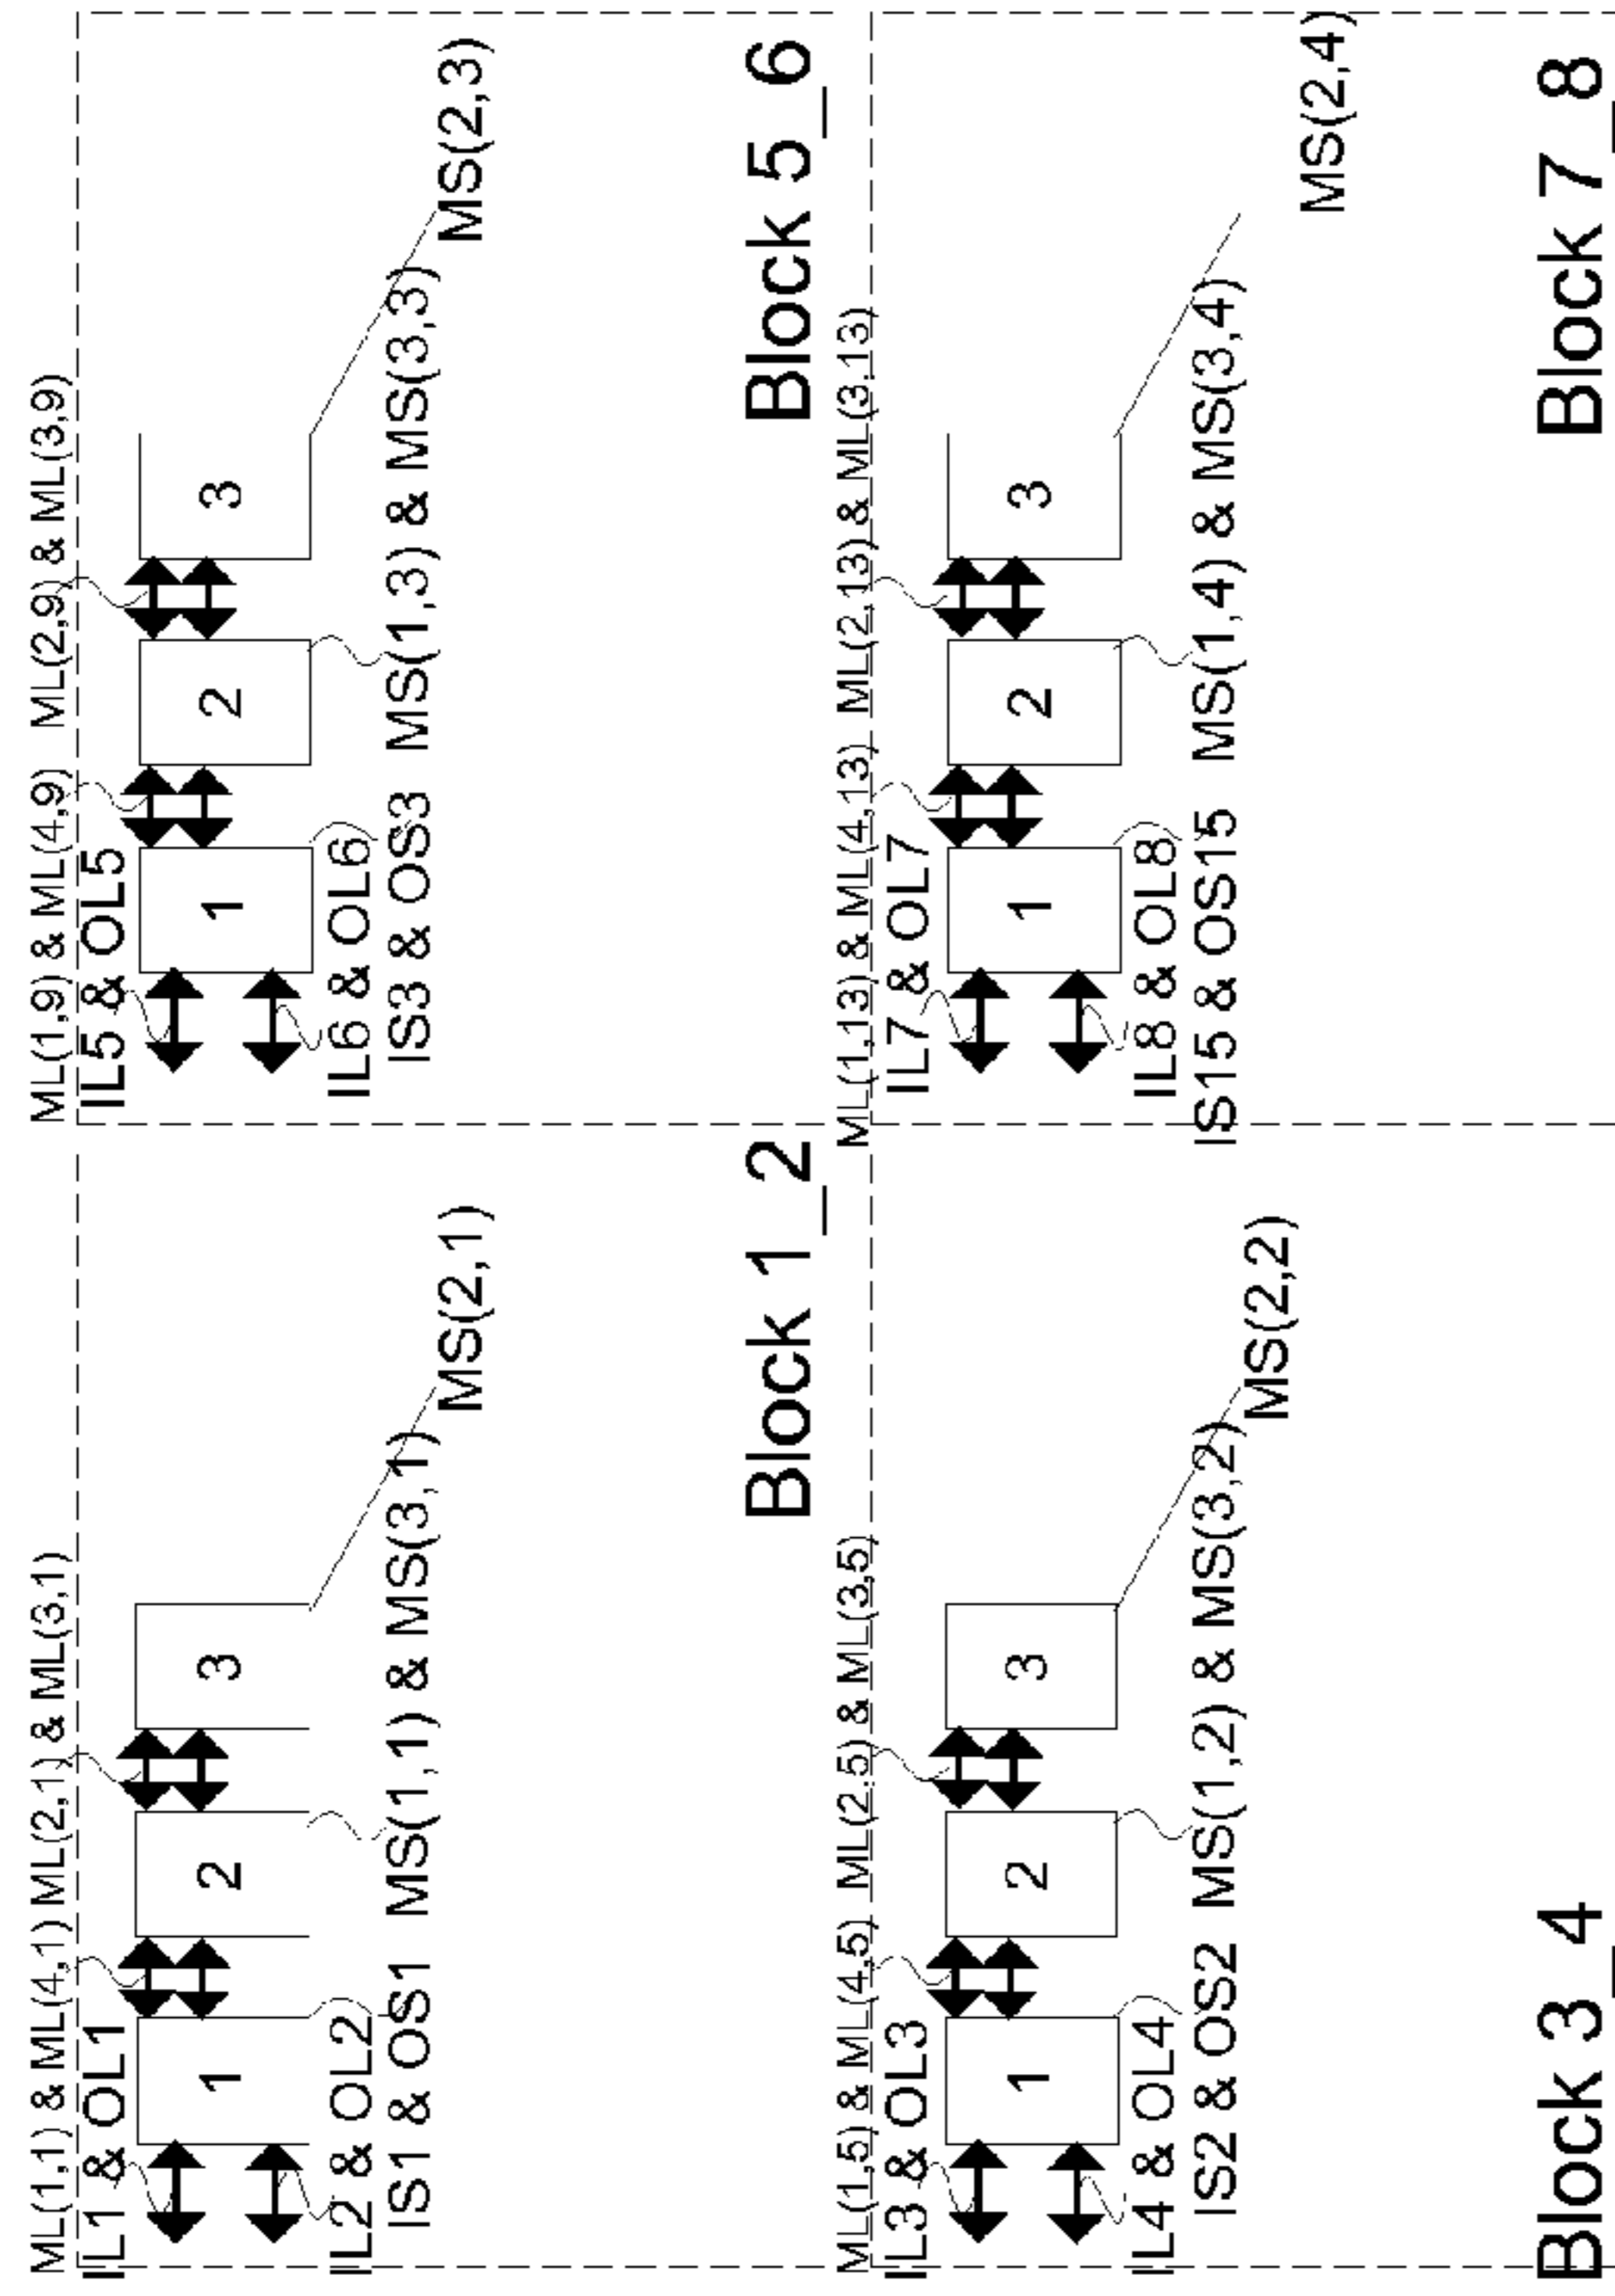 ML(1,1) & ML(4,1) ML(2,1) & ML(3,1)
IL1 & OL1
1
2
3
IL2 & OL2
IS1 & OS1
MS(1,1) & MS(3,1)
MS(2,1)
Block 1_2
ML(1,9) & ML(4,9) ML(2,9) & ML(3,9)
IL5 & OL5
1
2
3
IL6 & OL6
IS3 & OS3
MS(1,3) & MS(3,3)
MS(2,3)
Block 5_6
ML(1,5) & ML(4,5) ML(2,5) & ML(3,5)
IL3 & OL3
1
2
3
IL4 & OL4
IS2 & OS2
MS(1,2) & MS(3,2)
MS(2,2)
Block 3_4
ML(1,13) & ML(4,13) ML(2,13) & ML(3,13)
IL7 & OL7
1
2
3
IL8 & OL8
IS15 & OS15
MS(1,4) & MS(3,4)
MS(2,4)
Block 7_8